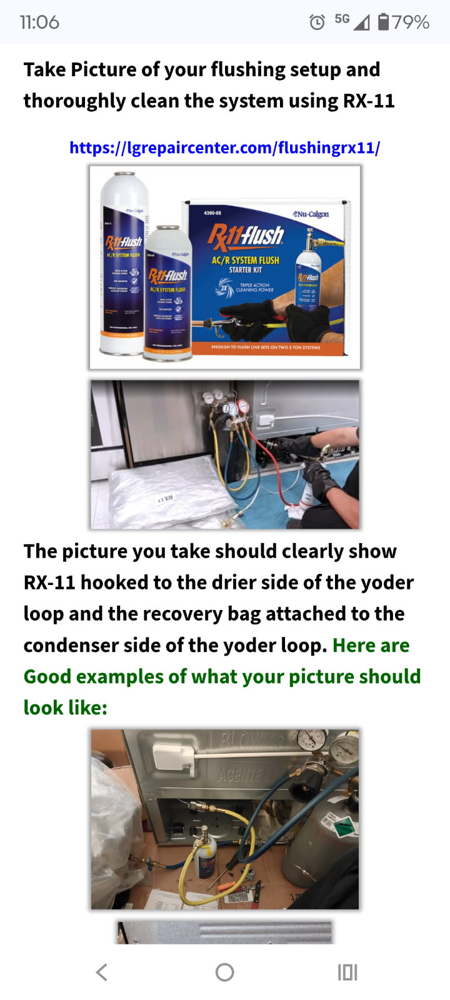 11:06
5G
79%
Take Picture of your flushing setup and
thoroughly clean the system using RX-11
https://lgrepaircenter.com/flushingrx11/
Nu-Calgon
Rx11-flush
AC/R SYSTEM FLUSH
Nu-Calgon
Rx11-flush
AC/R SYSTEM FLUSH
4300-08
Nu-Calgon
Rx11-flush
AC/R SYSTEM FLUSH
STARTER KIT
3X
TRIPLE ACTION
CLEANING POWER
Rx11-flush
ENOUGH TO FLUSH LINE SETS ON TWO 5 TON SYSTEMS
RX11
The picture you take should clearly show
RX-11 hooked to the drier side of the yoder
loop and the recovery bag attached to the
condenser side of the yoder loop. Here are
Good examples of what your picture should
look like:
BLOWING
AGENTE